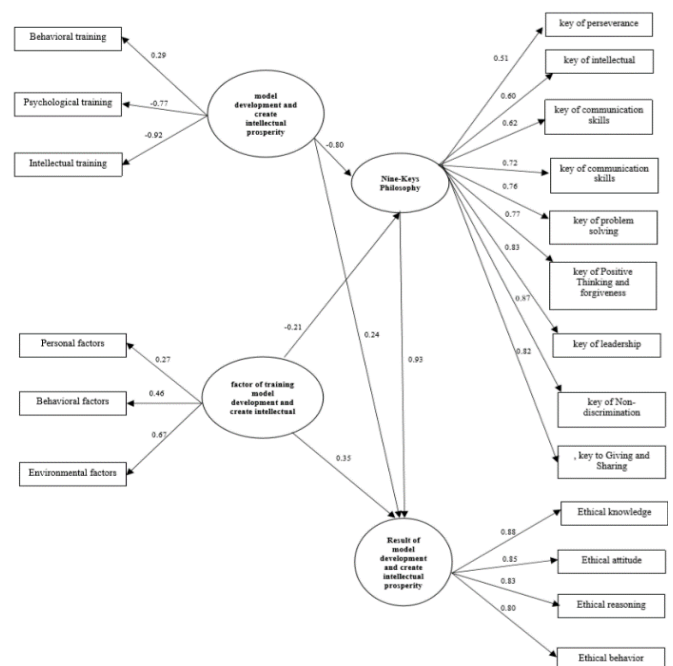 Behavioral training
Psychological training
Intellectual training
0.29
-0.77
-0.92
model
development and
create
intellectual
prosperity
-0.80
Nine-Keys
Philosophy
key of perseverance
key of intellectual
key of communication
skills
key of communication
skills
key of problem
solving
key of Positive
Thinking and
forgiveness
key of leadership
key of Non-
discrimination
, key to Giving and
Sharing
0.51
0.60
0.62
0.72
0.76
0.77
0.83
0.87
0.82
-0.21
0.24
0.93
Personal factors
Behavioral factors
Environmental factors
0.27
0.46
0.67
factor of training
model
development and
create intellectual
0.35
Result of
model
development
and create
intellectual
prosperity
0.88
0.85
0.83
0.80
Ethical knowledge
Ethical attitude
Ethical reasoning
Ethical behavior